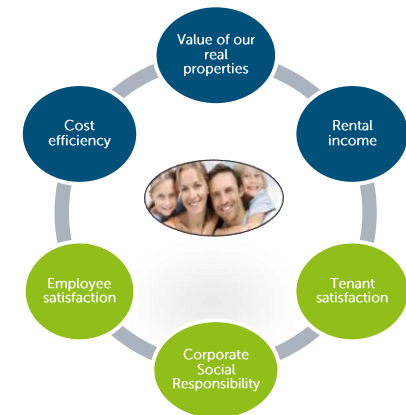 Value of our
real
properties
Rental
income
Tenant
satisfaction
Corporate
Social
Responsibility
Employee
satisfaction
Cost
efficiency